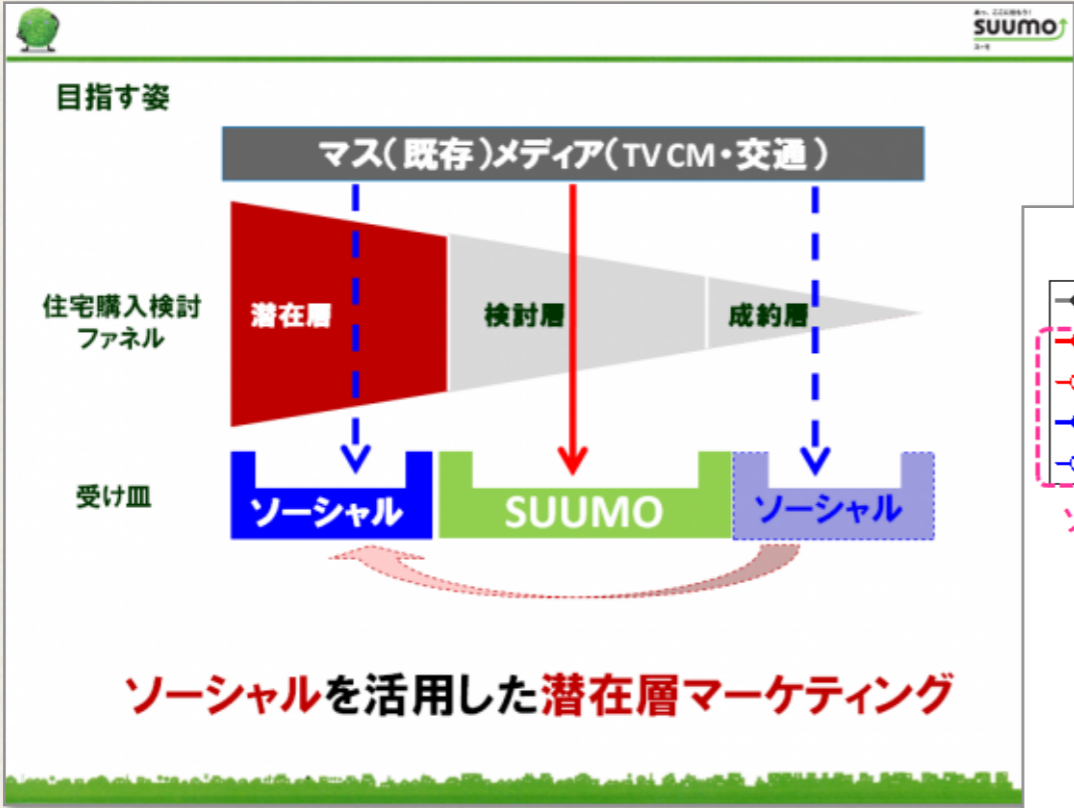 suumo
スーモ
目指す姿
マス(既存)メディア(TV CM・交通)
住宅購入検討
ファネル
潜在層
検討層
成約層
受け皿
ソーシャル
SUUMO
ソーシャル
ソーシャルを活用した潜在層マーケティング